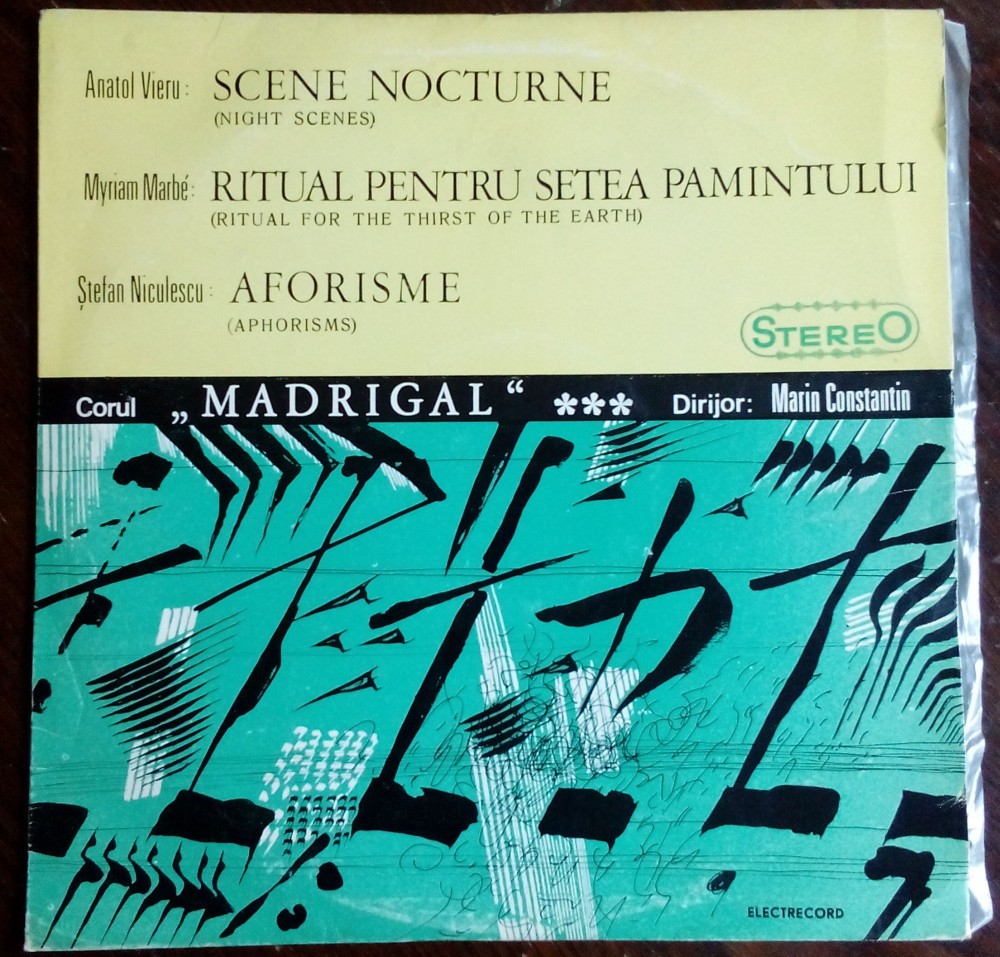 Anatol Vieru: SCENE NOCTURNE
(NIGHT SCENES)
Myriam Marbé: RITUAL PENTRU SETEA PAMINTULUI
(RITUAL FOR THE THIRST OF THE EARTH)
Ștefan Niculescu: AFORISME
(APHORISMS)
STEREO
Corul „MADRIGAL“ *** Dirijor: Marin Constantin
ELECTRECORD